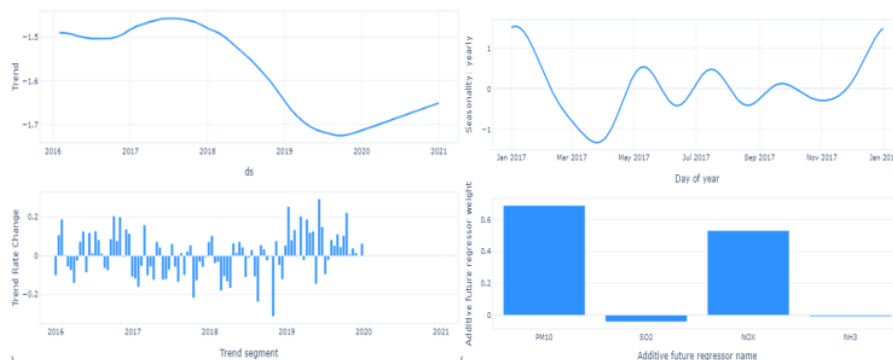 Trend
−1.5
−1.6
−1.7
2016 2017 2018 2019 2020 2021
ds
Seasonality: yearly
1
0
−1
Jan 2017 Mar 2017 May 2017 Jul 2017 Sep 2017 Nov 2017 Jan 201
Day of year
Trend Rate Change
0.2
0
−0.2
2016 2017 2018 2019 2020 2021
Trend segment
Additive future regressor weight
0.6
0.4
0.2
0
PM10 SO2 NOX NH3
Additive future regressor name